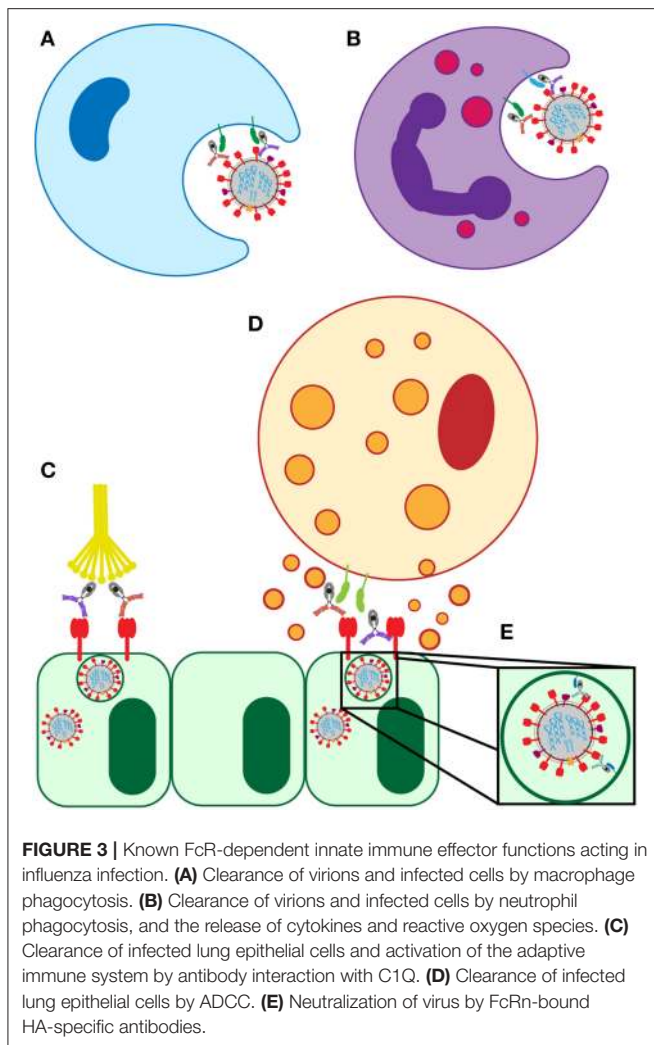 A
B
D
C
E
FIGURE 3 | Known FcR-dependent innate immune effector functions acting in
influenza infection. (A) Clearance of virions and infected cells by macrophage
phagocytosis. (B) Clearance of virions and infected cells by neutrophil
phagocytosis, and the release of cytokines and reactive oxygen species. (C)
Clearance of infected lung epithelial cells and activation of the adaptive
immune system by antibody interaction with C1Q. (D) Clearance of infected
lung epithelial cells by ADCC. (E) Neutralization of virus by FcRn-bound
HA-specific antibodies.